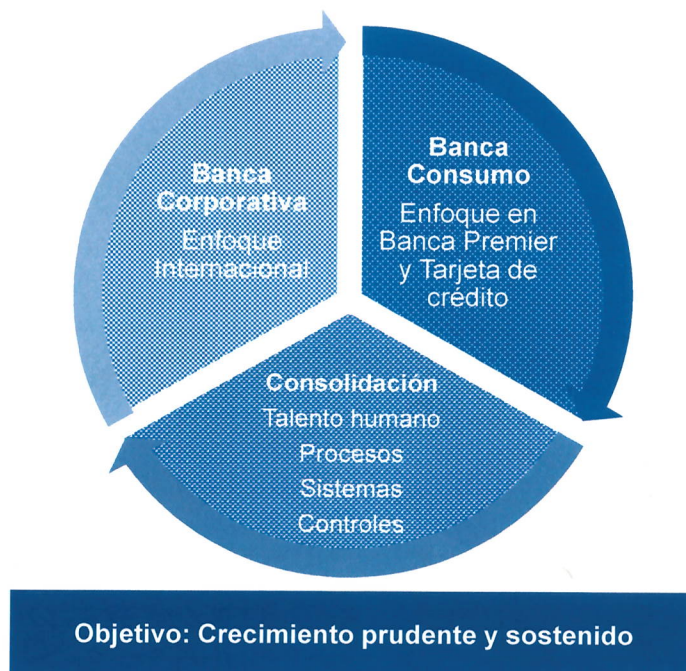 Banca
Corporativa
Enfoque
Internacional
Banca
Consumo
Enfoque en
Banca Premier
y Tarjeta de
crédito
Consolidación
Talento humano
Procesos
Sistemas
Controles
Objetivo: Crecimiento prudente y sostenido